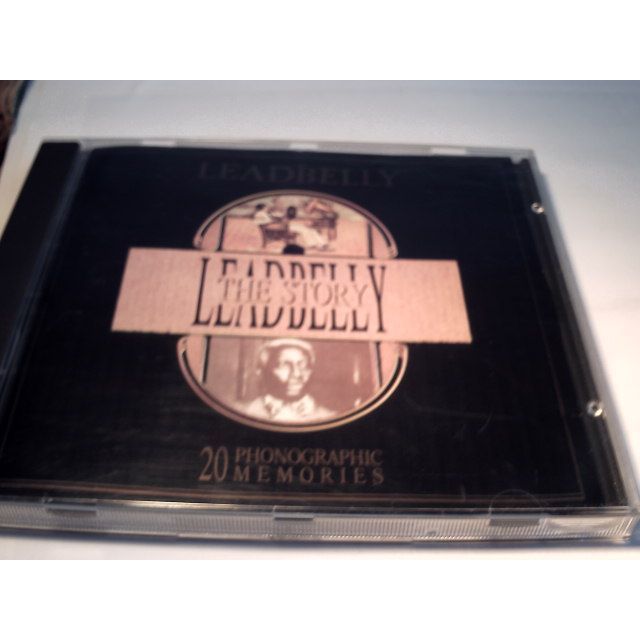 LEADBELLY
LEADBELLY
THE STORY
20 PHONOGRAPHIC
MEMORIES